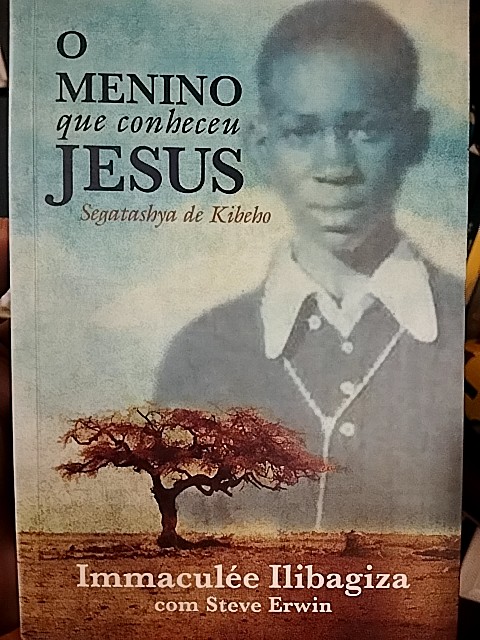 O
MENINO
que conheceu
JESUS
Segatashya de Kibeho
Immaculée Ilibagiza
com Steve Erwin